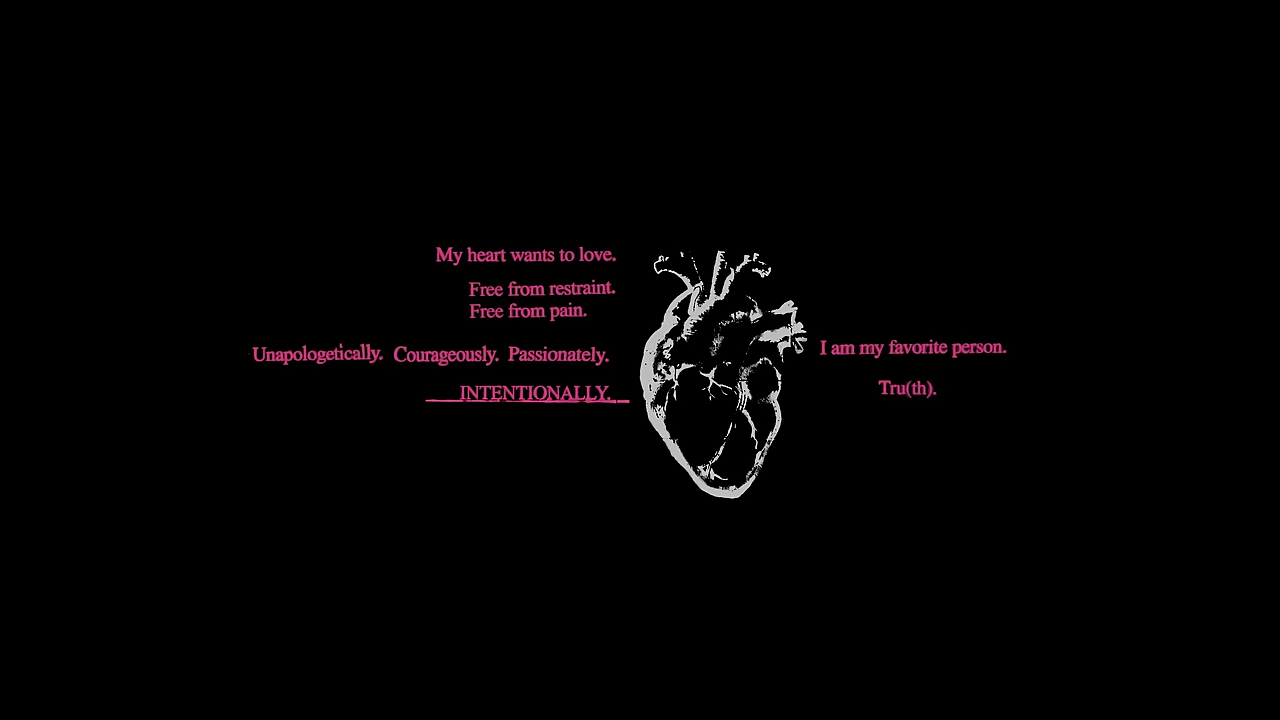 My heart wants to love.
Free from restraint.
Free from pain.
Unapologetically. Courageously. Passionately.
INTENTIONALLY.
I am my favorite person.
Tru(th).